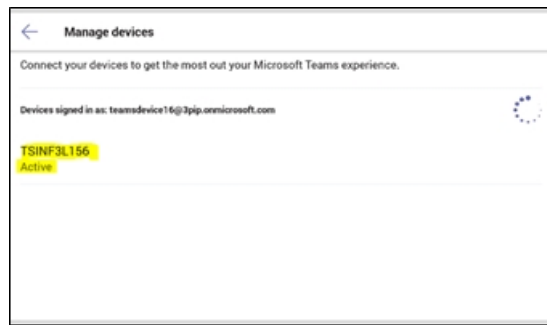 Manage devices
Connect your devices to get the most out your Microsoft Teams experience.
Devices signed in as: teamsdevice16@3pip.onmicrosoft.com
TSINF3L156
Active